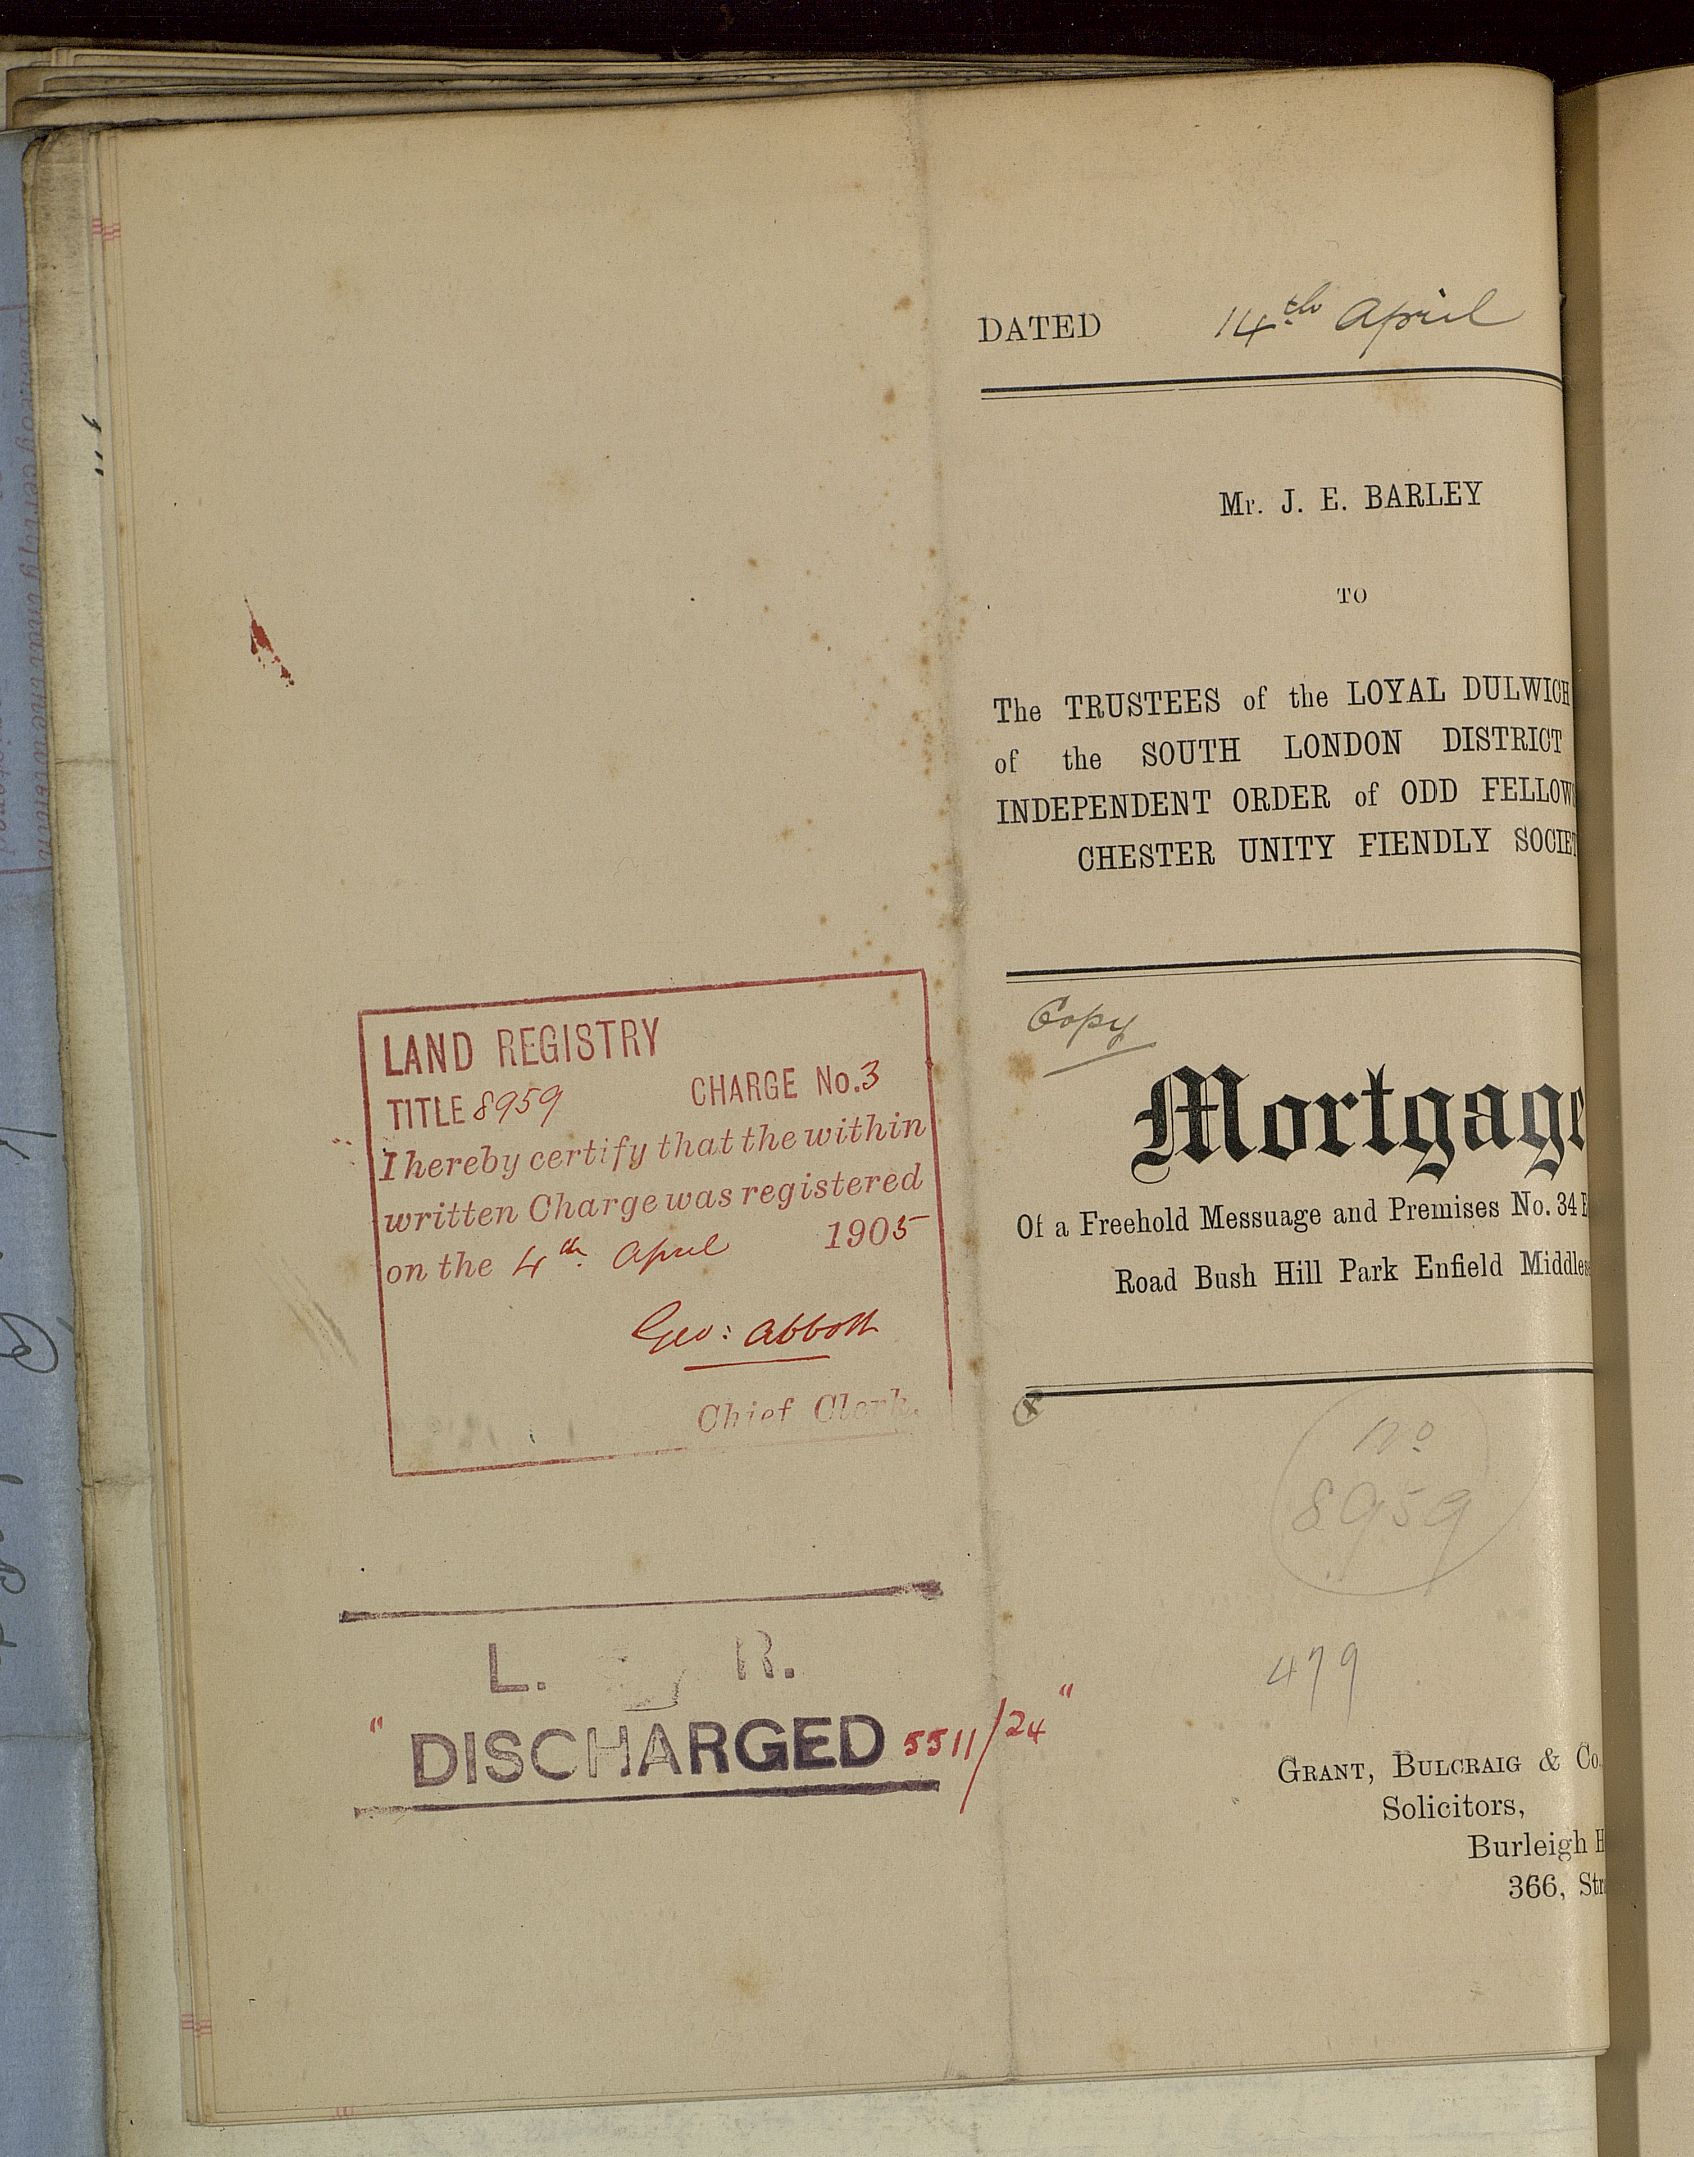 DATED 14th April
Mr. J. E. BARLEY
TO
The TRUSTEES of the LOYAL DULWICH
of the SOUTH LONDON DISTRICT
INDEPENDENT ORDER of ODD FELLOWS
CHESTER UNITY FIENDLY SOCIET
Copy
Mortgage
Of a Freehold Messuage and Premises No. 34
Road Bush Hill Park Enfield Middles
No
8959
479
GRANT, BULCRAIG & Co.
Solicitors,
Burleigh H
366, Str
LAND REGISTRY
TITLE 8959 CHARGE No. 3
I hereby certify that the within
written Charge was registered
on the 4th April 1905
Geo: Abbott
Chief Clerk.
L. R.
"DISCHARGED 5511/24"